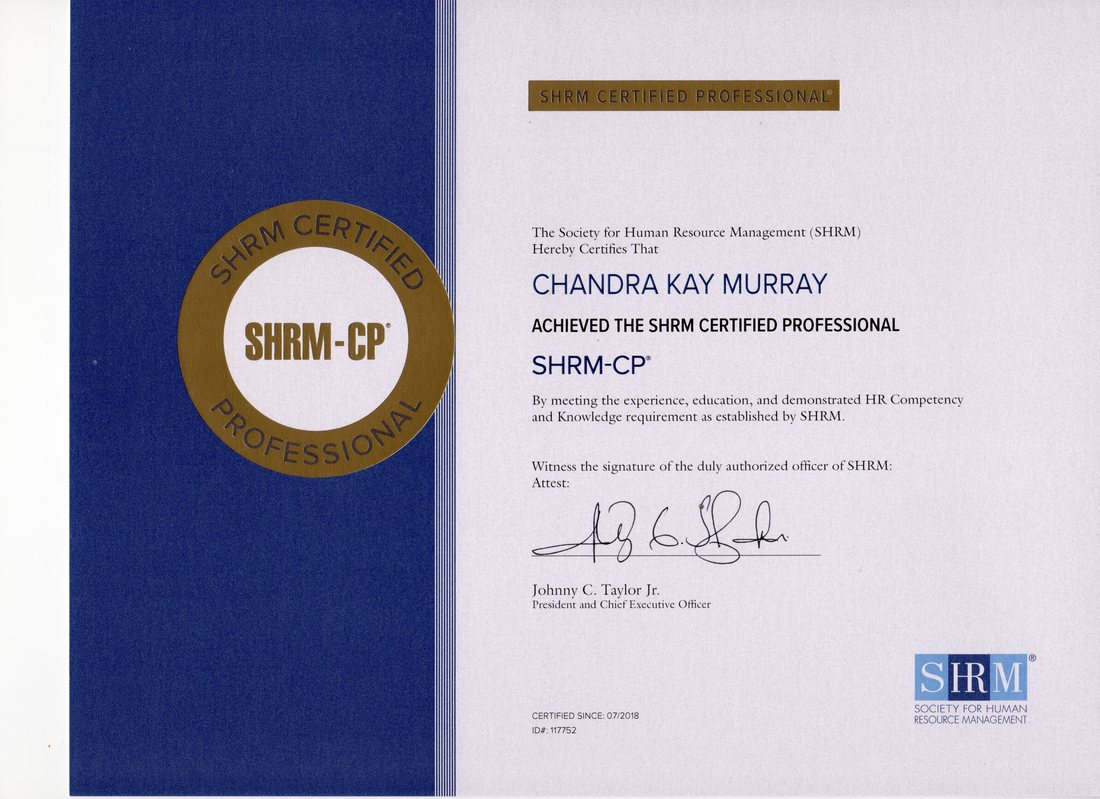 SHRM CERTIFIED
SHRM-CP®
PROFESSIONAL
SHRM CERTIFIED PROFESSIONAL®
The Society for Human Resource Management (SHRM)
Hereby Certifies That
CHANDRA KAY MURRAY
ACHIEVED THE SHRM CERTIFIED PROFESSIONAL
SHRM-CP®
By meeting the experience, education, and demonstrated HR Competency
and Knowledge requirement as established by SHRM.
Witness the signature of the duly authorized officer of SHRM:
Attest:
Johnny C. Taylor Jr.
President and Chief Executive Officer
SHRM®
SOCIETY FOR HUMAN
RESOURCE MANAGEMENT
CERTIFIED SINCE: 07/2018
ID#: 117752